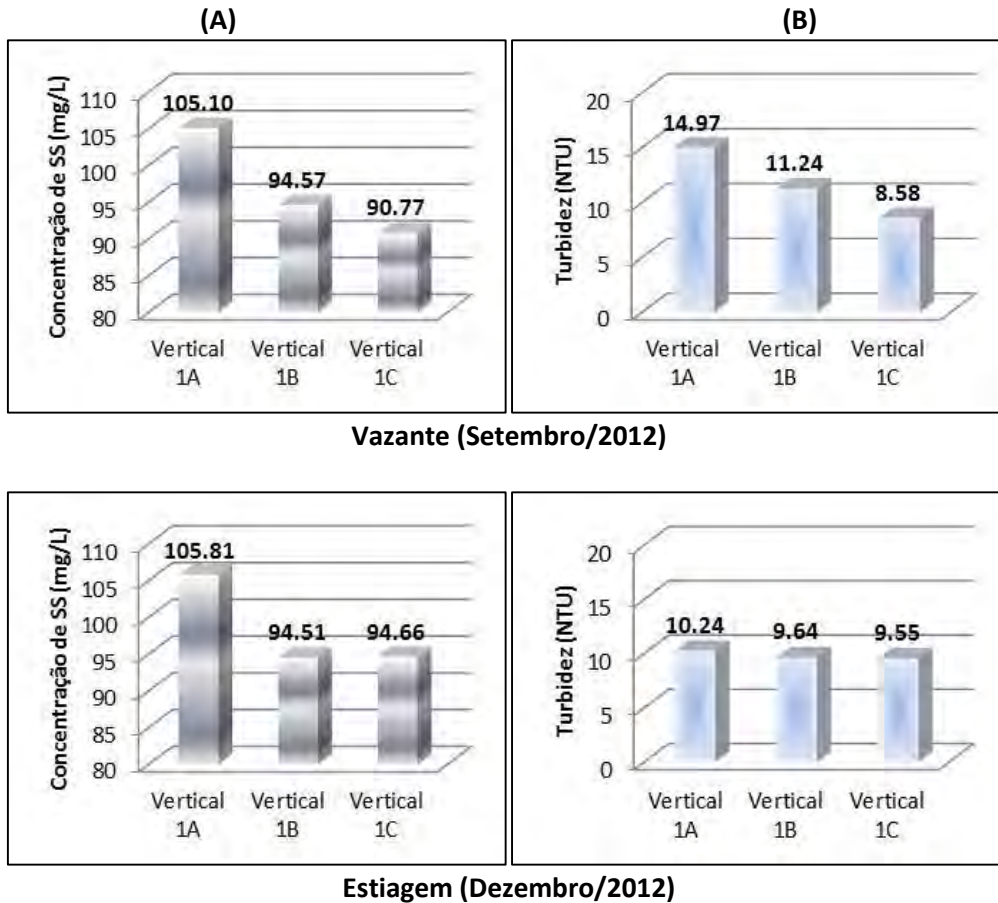 (A)
(B)
Concentração de SS (mg/L)
110
105
100
95
90
85
80
105.10
94.57
90.77
Vertical 1A
Vertical 1B
Vertical 1C
Turbidez (NTU)
20
15
10
5
0
14.97
11.24
8.58
Vertical 1A
Vertical 1B
Vertical 1C
Vazante (Setembro/2012)
Concentração de SS (mg/L)
110
105
100
95
90
85
80
105.81
94.51
94.66
Vertical 1A
Vertical 1B
Vertical 1C
Turbidez (NTU)
20
15
10
5
0
10.24
9.64
9.55
Vertical 1A
Vertical 1B
Vertical 1C
Estiagem (Dezembro/2012)